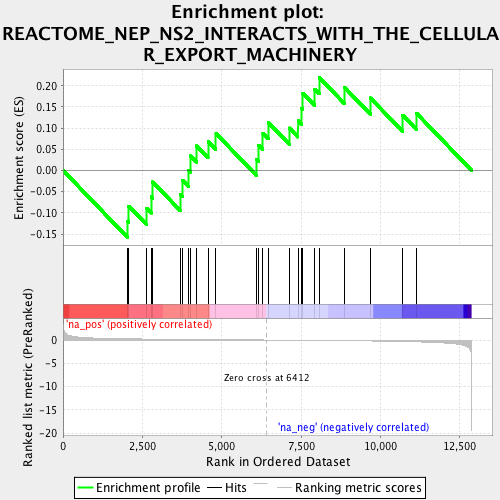 Enrichment plot:
REACTOME_NEP_NS2_INTERACTS_WITH_THE_CELLULA
R_EXPORT_MACHINERY
Enrichment score (ES)
0.20
0.15
0.10
0.05
0.00
-0.05
-0.10
-0.15
'na_pos' (positively correlated)
Ranked list metric (PreRanked)
0
-5
-10
-15
-20
Zero cross at 6412
'na_neg' (negatively correlated)
0 2,500 5,000 7,500 10,000 12,500
Rank in Ordered Dataset
Enrichment profile Hits Ranking metric scores